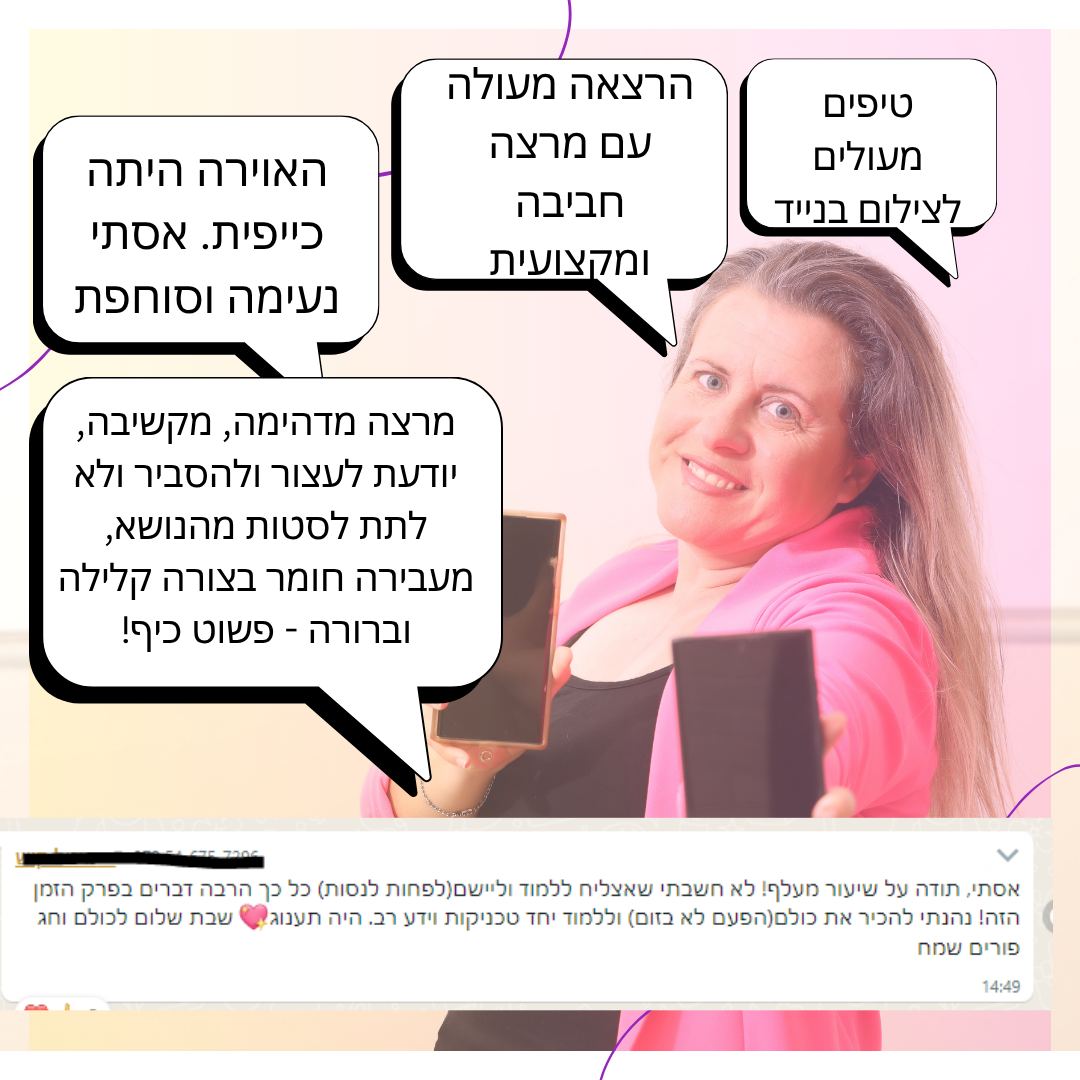 טיפים
מעולים
לצילום בנייד
הרצאה מעולה
עם מרצה
חביבה
ומקצועית
האוירה היתה
כייפית. אסתי
נעימה וסוחפת
מרצה מדהימה, מקשיבה,
יודעת לעצור ולהסביר ולא
לתת לסטות מהנושא,
מעבירה חומר בצורה קלילה
וברורה - פשוט כיף!
אסתי, תודה על שיעור מעלף! לא חשבתי שאצליח ללמוד וליישם(לפחות לנסות) כל כך הרבה דברים בפרק הזמן
הזה! נהנתי להכיר את כולם(הפעם לא בזום) וללמוד יחד טכניקות וידע רב. היה תענוג💖 שבת שלום לכולם וחג
פורים שמח
14:49